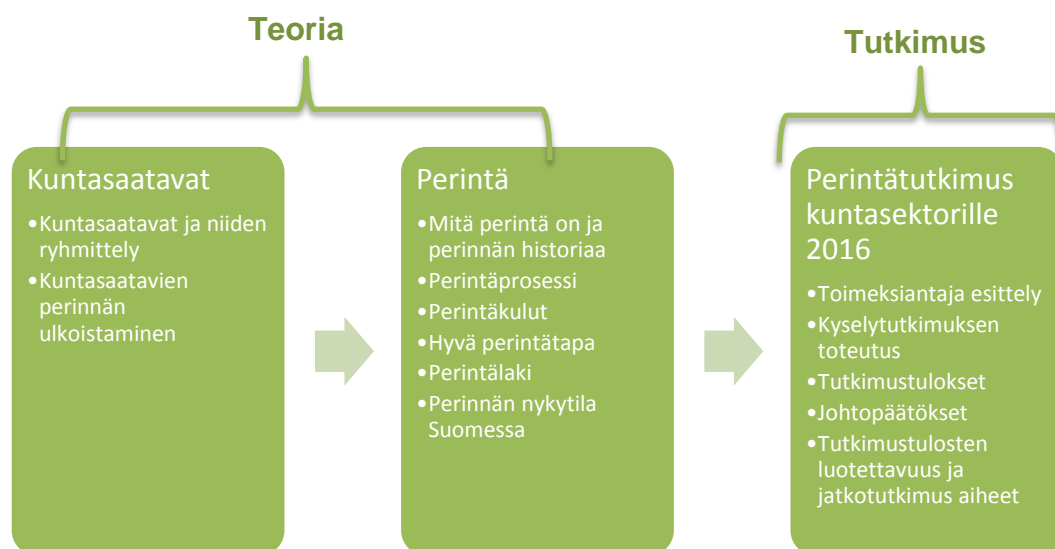 Teoria
Tutkimus
Kuntasaatavat
•Kuntasaatavat ja niiden
ryhmittely
•Kuntasaatavien
perinnän
ulkoistaminen
Perintä
•Mitä perintä on ja
perinnän historiaa
•Perintäprosessi
•Perintäkulut
•Hyvä perintätapa
•Perintälaki
•Perinnän nykytila
Suomessa
Perintätutkimus
kuntasektorille
2016
•Toimeksiantaja esittely
•Kyselytutkimuksen
toteutus
•Tutkimustulokset
•Johtopäätökset
•Tutkimustulosten
luotettavuus ja
jatkotutkimus aiheet